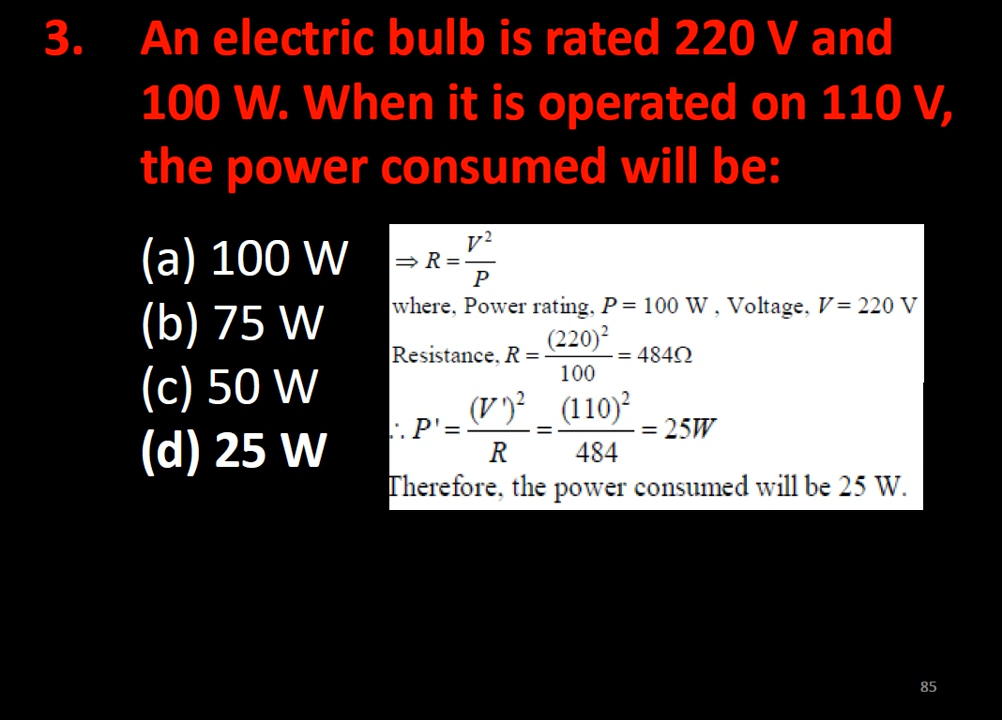 3. An electric bulb is rated 220 V and
100 W. When it is operated on 110 V,
the power consumed will be:
(a) 100 W
(b) 75 W
(c) 50 W
(d) 25 W
⇒ R = V²/P
where, Power rating, P = 100 W , Voltage, V = 220 V
Resistance, R = (220)²/100 = 484Ω
∴ P' = (V')²/R = (110)²/484 = 25W
Therefore, the power consumed will be 25 W.
85